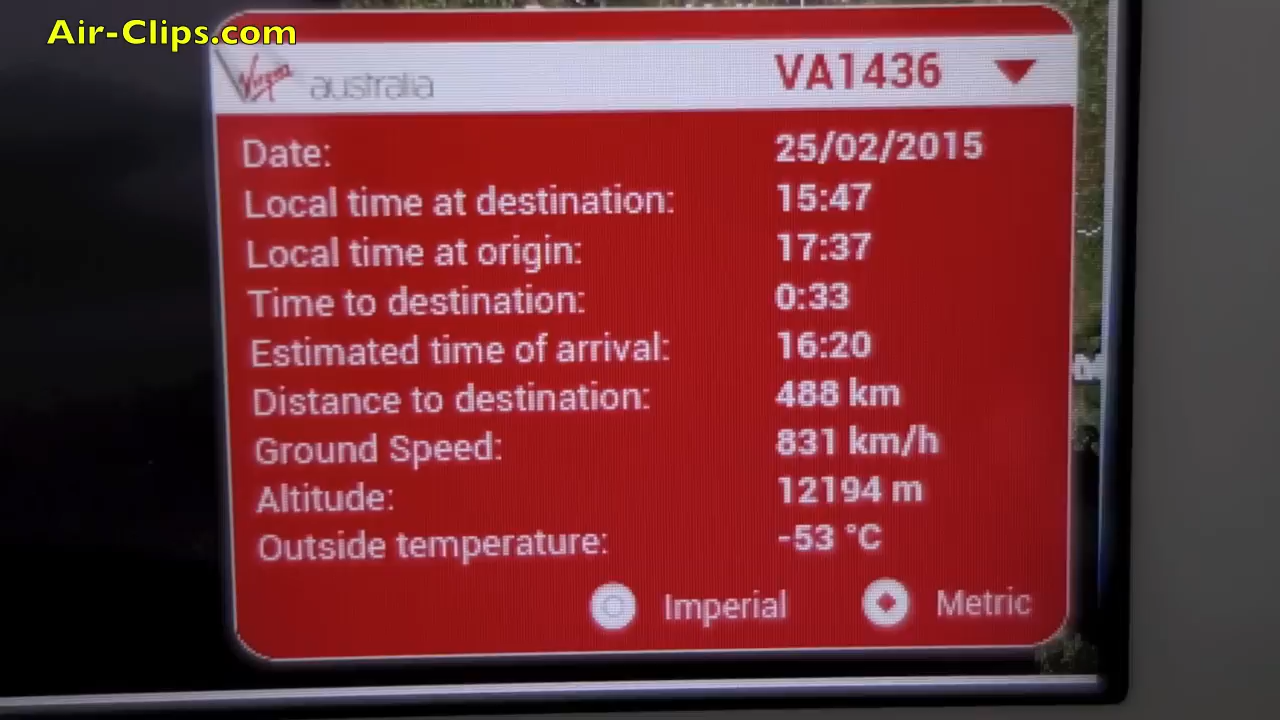 Air-Clips.com
Virgin australia VA1436
Date: 25/02/2015
Local time at destination: 15:47
Local time at origin: 17:37
Time to destination: 0:33
Estimated time of arrival: 16:20
Distance to destination: 488 km
Ground Speed: 831 km/h
Altitude: 12194 m
Outside temperature: -53 °C
Imperial Metric